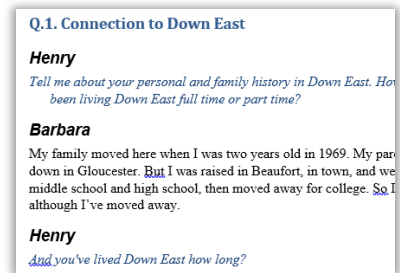 Q.1. Connection to Down East
Henry
Tell me about your personal and family history in Down East.
been living Down East full time or part time?
Barbara
My family moved here when I was two years old in 1969. My
down in Gloucester. But I was raised in Beaufort, in town, and
middle school and high school, then moved away for college. So I
although I've moved away.
Henry
And you've lived Down East how long?